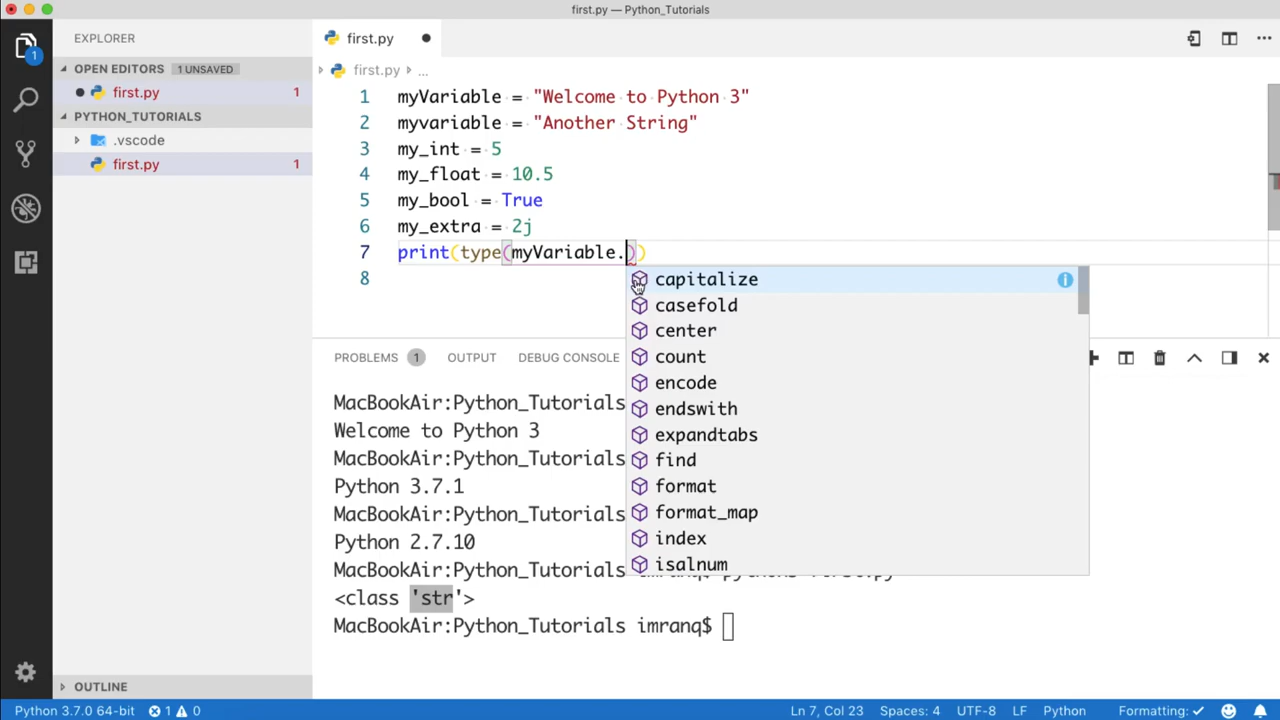 first.py — Python_Tutorials
EXPLORER
OPEN EDITORS 1 UNSAVED
first.py 1
PYTHON_TUTORIALS
.vscode
first.py 1
OUTLINE
first.py
first.py ...
1 myVariable = "Welcome to Python 3"
2 myvariable = "Another String"
3 my_int = 5
4 my_float = 10.5
5 my_bool = True
6 my_extra = 2j
7 print(type(myVariable.))
8
capitalize
casefold
center
count
encode
endswith
expandtabs
find
format
format_map
index
isalnum
PROBLEMS 1 OUTPUT DEBUG CONSOLE
MacBookAir:Python_Tutorials
Welcome to Python 3
MacBookAir:Python_Tutorials
Python 3.7.1
MacBookAir:Python_Tutorials
Python 2.7.10
MacBookAir:Python_Tutorials imranq$ python3 first.py
<class 'str'>
MacBookAir:Python_Tutorials imranq$
1
Python 3.7.0 64-bit 1 0 Ln 7, Col 23 Spaces: 4 UTF-8 LF Python Formatting: ✓